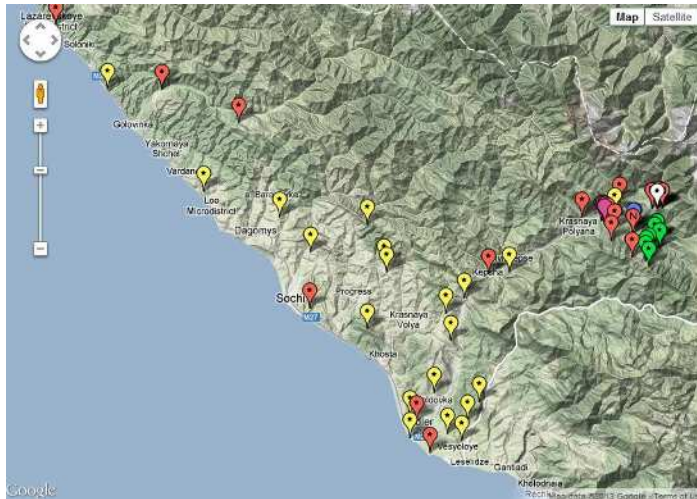 Lazarevskoye
District
Map
Satellite
Soloniki
Golovinka
Yakornaya
Shchel
Vardane
Loo
Microdistrict
Dagomys
Krasnaya
Polyana
N
Kepsha
Sochi
Progress
M27
Krasnaya
Volya
Khosta
Vesyoloye
Leselidze
Gantiadi
Kholodnaia
Google